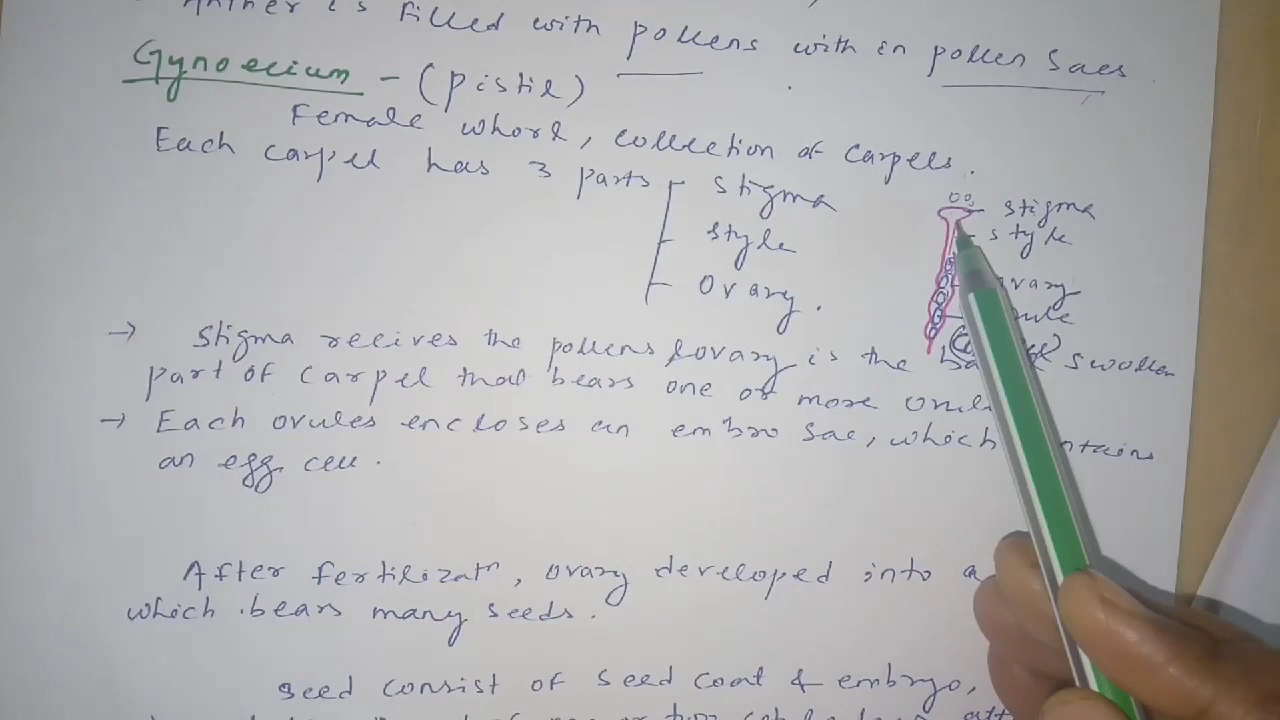 Anther is filled with pollens with in pollen Sacs.
Gynoecium - (pistil)
Female whorl, collection of carpels.
Each carpel has 3 parts
Stigma
style
Ovary.
Stigma
style
→ Stigma recives the pollens & ovary is the swollen
part of Carpel that bears one or more
→ Each ovules encloses an embro sac, which
an egg cell.
After fertilizatn, ovary developed into a
which bears many seeds.
seed consist of seed coat & embryo,